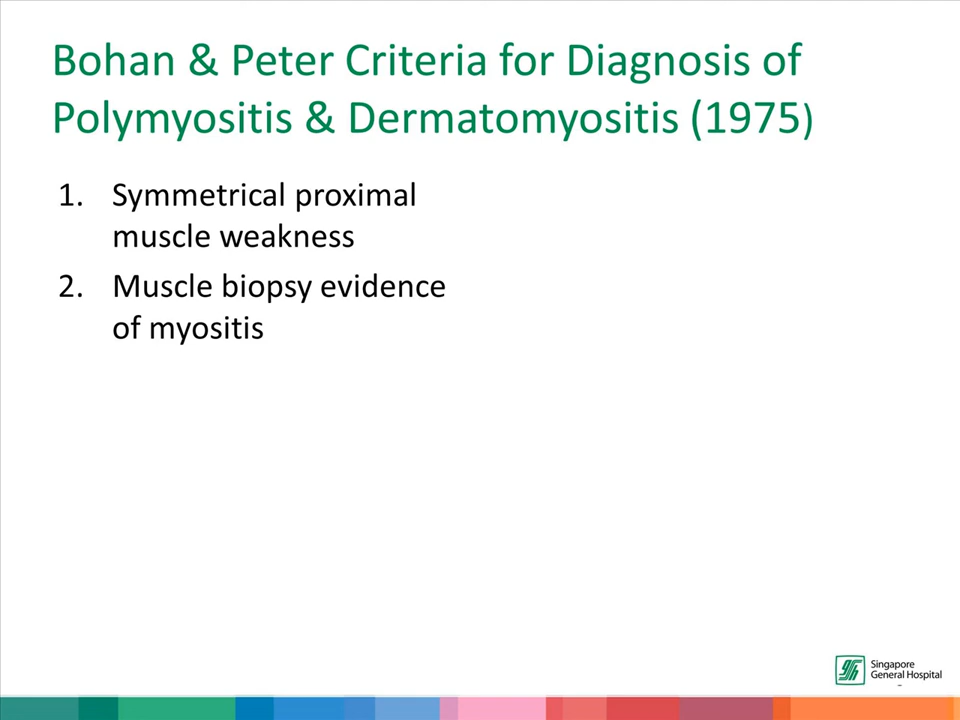 Bohan & Peter Criteria for Diagnosis of
Polymyositis & Dermatomyositis (1975)
1. Symmetrical proximal
muscle weakness
2. Muscle biopsy evidence
of myositis
Singapore
General Hospital